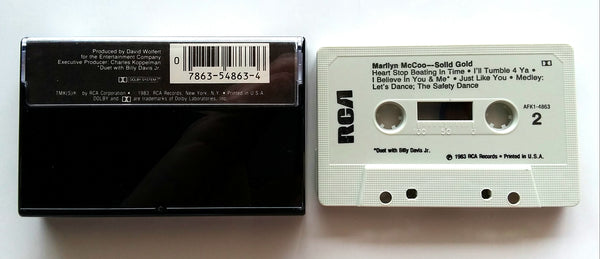 Produced by David Wolfert
for the Entertainment Company
Executive Producer: Charles Koppelman
*Duet with Billy Davis Jr.
DOLBY SYSTEM
0 7863-54863-4
TMK(S)® by RCA Corporation • ℗ 1983, RCA Records, New York, N.Y. • Printed in U.S.A.
DOLBY and are trademarks of Dolby Laboratories, Inc.
Marilyn McCoo—Solid Gold
Heart Stop Beating In Time • I'll Tumble 4 Ya •
I Believe In You & Me* • Just Like You • Medley:
Let's Dance; The Safety Dance
RCA
AFK1-4863
2
50
*Duet with Billy Davis Jr.
℗ 1983 RCA Records • Printed in U.S.A.